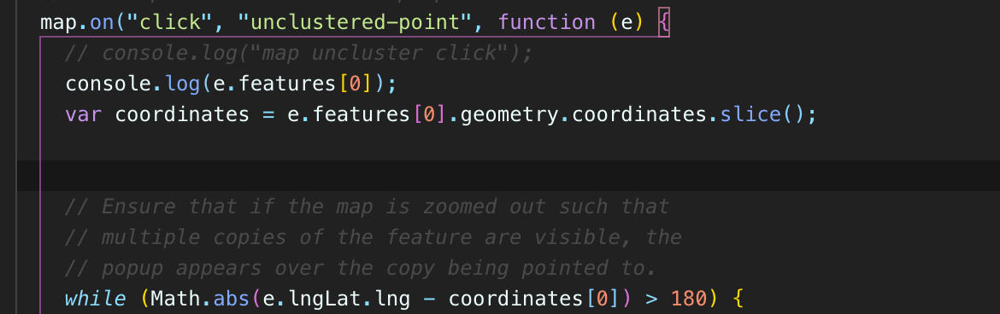 map.on("click", "unclustered-point", function (e) {
// console.log("map uncluster click");
console.log(e.features[0]);
var coordinates = e.features[0].geometry.coordinates.slice();
// Ensure that if the map is zoomed out such that
// multiple copies of the feature are visible, the
// popup appears over the copy being pointed to.
while (Math.abs(e.lngLat.lng - coordinates[0]) > 180) {